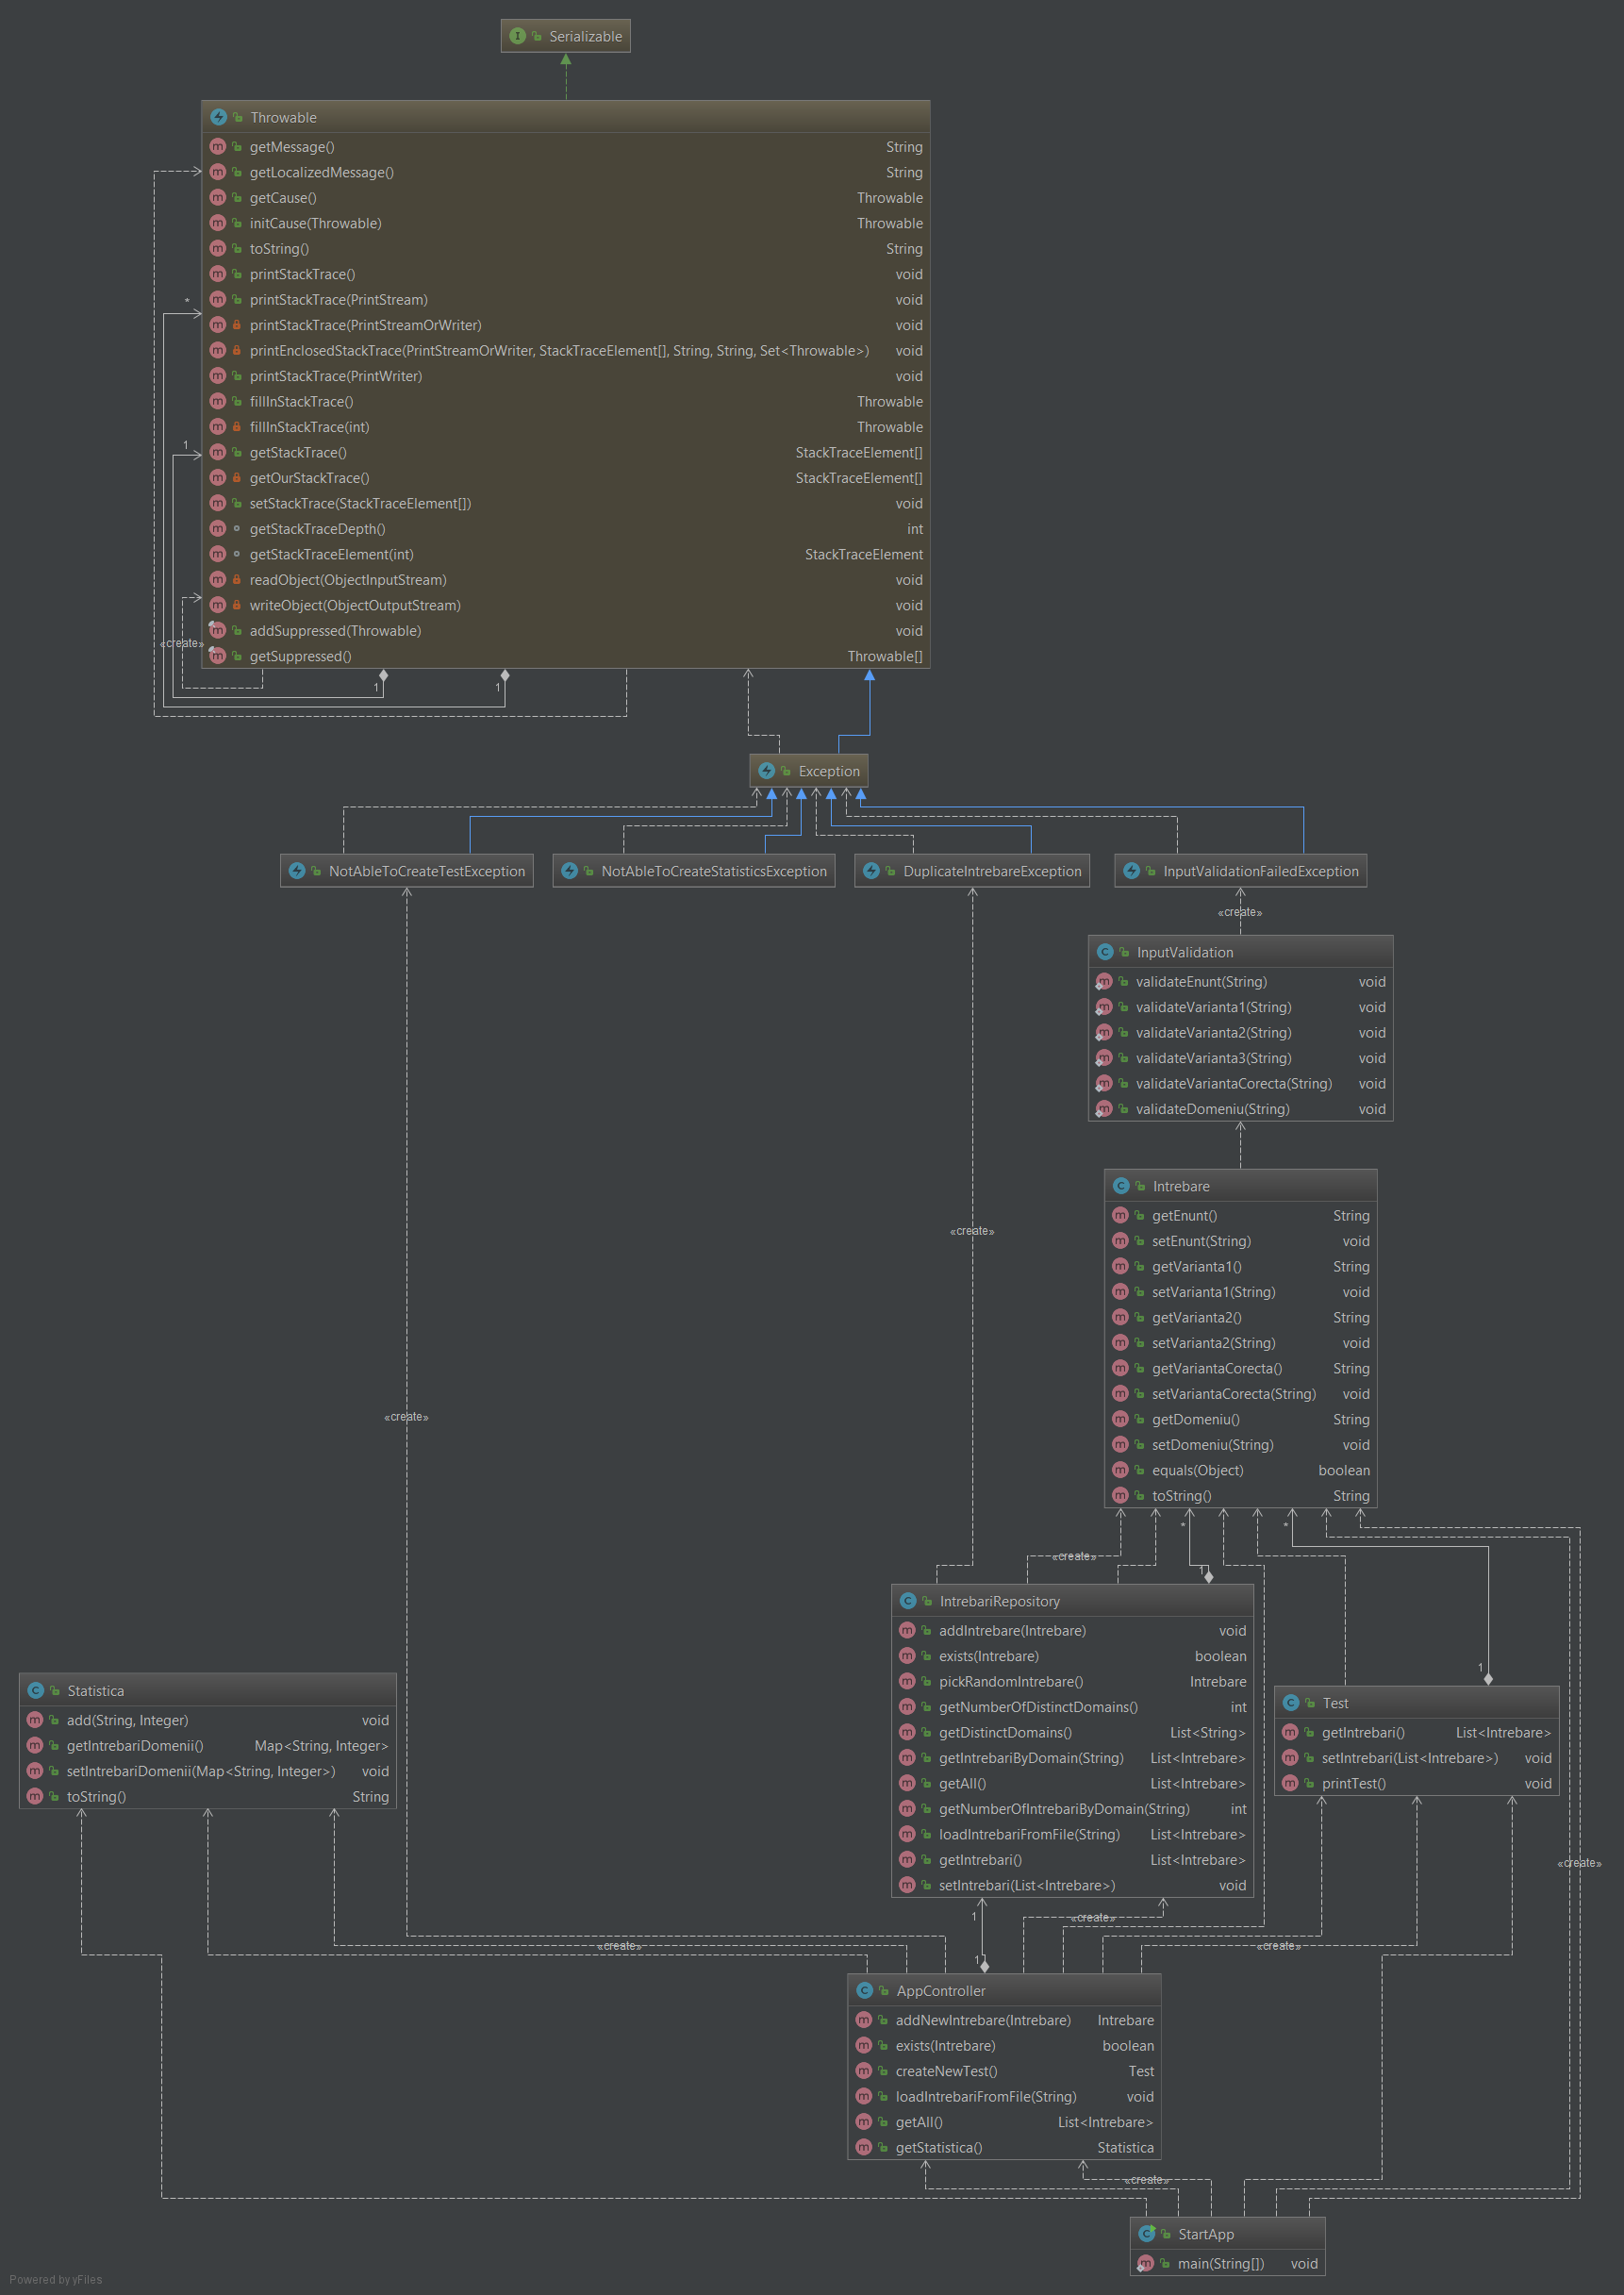 Serializable
Throwable
getMessage() String
getLocalizedMessage() String
getCause() Throwable
initCause(Throwable) Throwable
toString() String
printStackTrace() void
printStackTrace(PrintStream) void
printStackTrace(PrintStreamOrWriter) void
printEnclosedStackTrace(PrintStreamOrWriter, StackTraceElement[], String, String, Set<Throwable>) void
printStackTrace(PrintWriter) void
fillInStackTrace() Throwable
fillInStackTrace(int) Throwable
getStackTrace() StackTraceElement[]
getOurStackTrace() StackTraceElement[]
setStackTrace(StackTraceElement[]) void
getStackTraceDepth() int
getStackTraceElement(int) StackTraceElement
readObject(ObjectInputStream) void
writeObject(ObjectOutputStream) void
addSuppressed(Throwable) void
getSuppressed() Throwable[]
*
1
«create»
1
1
Exception
NotAbleToCreateTestException
NotAbleToCreateStatisticsException
DuplicateIntrebareException
InputValidationFailedException
«create»
InputValidation
validateEnunt(String) void
validateVarianta1(String) void
validateVarianta2(String) void
validateVarianta3(String) void
validateVariantaCorecta(String) void
validateDomeniu(String) void
«create»
«create»
Intrebare
getEnunt() String
setEnunt(String) void
getVarianta1() String
setVarianta1(String) void
getVarianta2() String
setVarianta2(String) void
getVariantaCorecta() String
setVariantaCorecta(String) void
getDomeniu() String
setDomeniu(String) void
equals(Object) boolean
toString() String
*
*
«create»
1
IntrebariRepository
addIntrebare(Intrebare) void
exists(Intrebare) boolean
pickRandomIntrebare() Intrebare
getNumberOfDistinctDomains() int
getDistinctDomains() List<String>
getIntrebariByDomain(String) List<Intrebare>
getAll() List<Intrebare>
getNumberOfIntrebariByDomain(String) int
loadIntrebariFromFile(String) List<Intrebare>
getIntrebari() List<Intrebare>
setIntrebari(List<Intrebare>) void
Statistica
add(String, Integer) void
getIntrebariDomenii() Map<String, Integer>
setIntrebariDomenii(Map<String, Integer>) void
toString() String
1
Test
getIntrebari() List<Intrebare>
setIntrebari(List<Intrebare>) void
printTest() void
«create»
1
«create»
«create»
«create»
1
AppController
addNewIntrebare(Intrebare) Intrebare
exists(Intrebare) boolean
createNewTest() Test
loadIntrebariFromFile(String) void
getAll() List<Intrebare>
getStatistica() Statistica
«create»
StartApp
main(String[]) void
Powered by yFiles